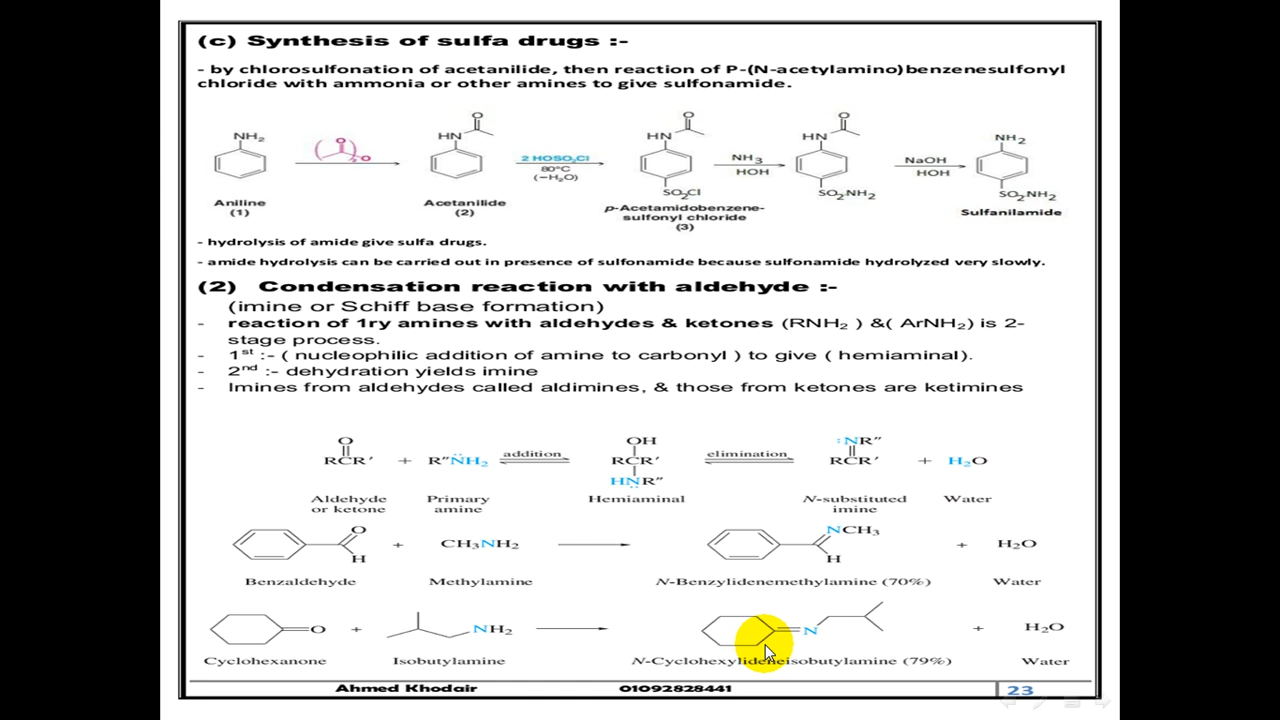 (c) Synthesis of sulfa drugs :-
- by chlorosulfonation of acetanilide, then reaction of P-(N-acetylamino)benzenesulfonyl
chloride with ammonia or other amines to give sulfonamide.
NH₂ O HN O HN O NH₂
( )₂O 2 HOSO₂Cl 80°C (−H₂O) NH₃ HOH NaOH HOH
SO₂Cl SO₂NH₂ SO₂NH₂
Aniline (1) Acetanilide (2) p-Acetamidobenzene-sulfonyl chloride (3) Sulfanilamide
- hydrolysis of amide give sulfa drugs.
- amide hydrolysis can be carried out in presence of sulfonamide because sulfonamide hydrolyzed very slowly.
(2) Condensation reaction with aldehyde :-
(imine or Schiff base formation)
- reaction of 1ry amines with aldehydes & ketones (RNH₂ ) &( ArNH₂) is 2-
stage process.
- 1st :- ( nucleophilic addition of amine to carbonyl ) to give ( hemiaminal).
- 2nd :- dehydration yields imine
- Imines from aldehydes called aldimines, & those from ketones are ketimines
O OH :NR″
RCR′ + R″N̈H₂ addition RCR′ elimination RCR′ + H₂O
HNR″
Aldehyde or ketone Primary amine Hemiaminal N-substituted imine Water
O H + CH₃NH₂ NCH₃ H + H₂O
Benzaldehyde Methylamine N-Benzylidenemethylamine (70%) Water
O + NH₂ N + H₂O
Cyclohexanone Isobutylamine N-Cyclohexylideneisobutylamine (79%) Water
Ahmed Khodair 01092828441 23